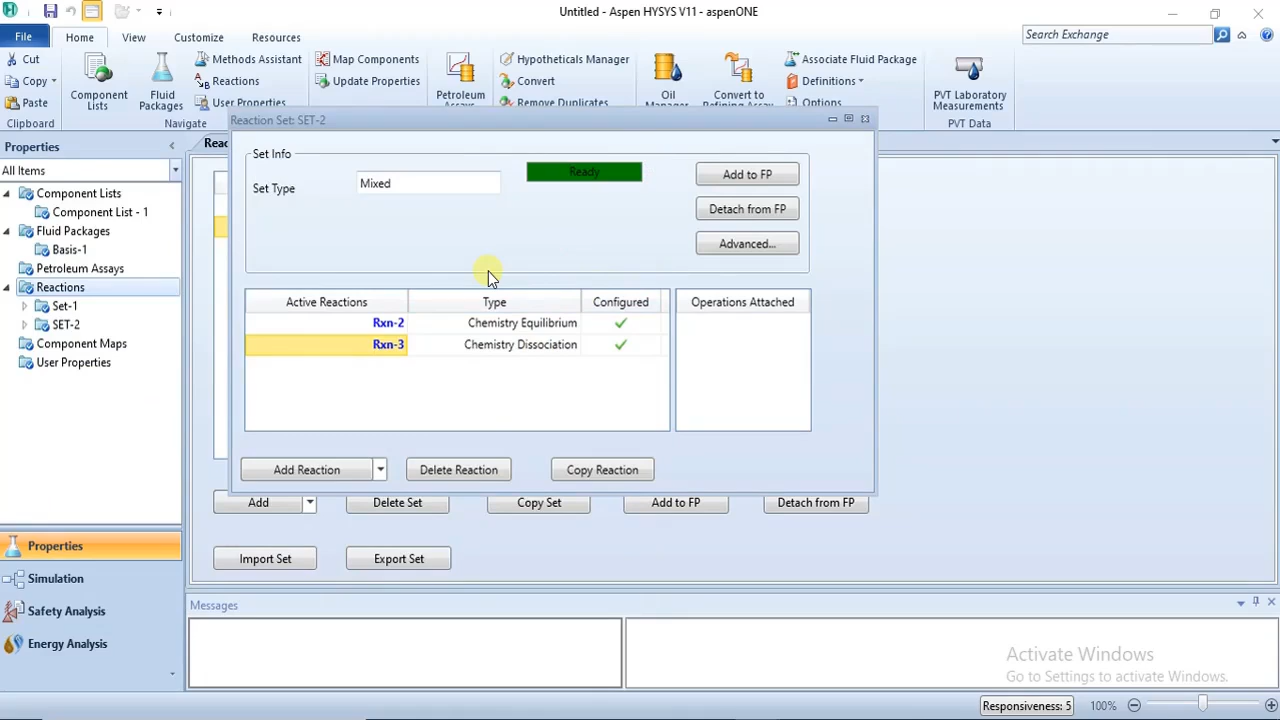 Untitled - Aspen HYSYS V11 - aspenONE
File
Home
View
Customize
Resources
Search Exchange
Cut
Copy
Paste
Clipboard
Component
Lists
Fluid
Packages
Methods Assistant
Reactions
User Properties
Navigate
Map Components
Update Properties
Petroleum
Assays
Hypotheticals Manager
Convert
Remove Duplicates
Oil
Manager
Convert to
Refining Assay
Associate Fluid Package
Definitions
Options
PVT Laboratory
Measurements
PVT Data
Properties
All Items
Component Lists
Component List - 1
Fluid Packages
Basis-1
Petroleum Assays
Reactions
Set-1
SET-2
Component Maps
User Properties
Properties
Simulation
Safety Analysis
Energy Analysis
Reac
Reaction Set: SET-2
Set Info
Set Type
Mixed
Ready
Add to FP
Detach from FP
Advanced...
Active Reactions
Type
Configured
Operations Attached
Rxn-2
Chemistry Equilibrium
Rxn-3
Chemistry Dissociation
Add Reaction
Delete Reaction
Copy Reaction
Add
Delete Set
Copy Set
Add to FP
Detach from FP
Import Set
Export Set
Messages
Activate Windows
Go to Settings to activate Windows.
Responsiveness: 5
100%